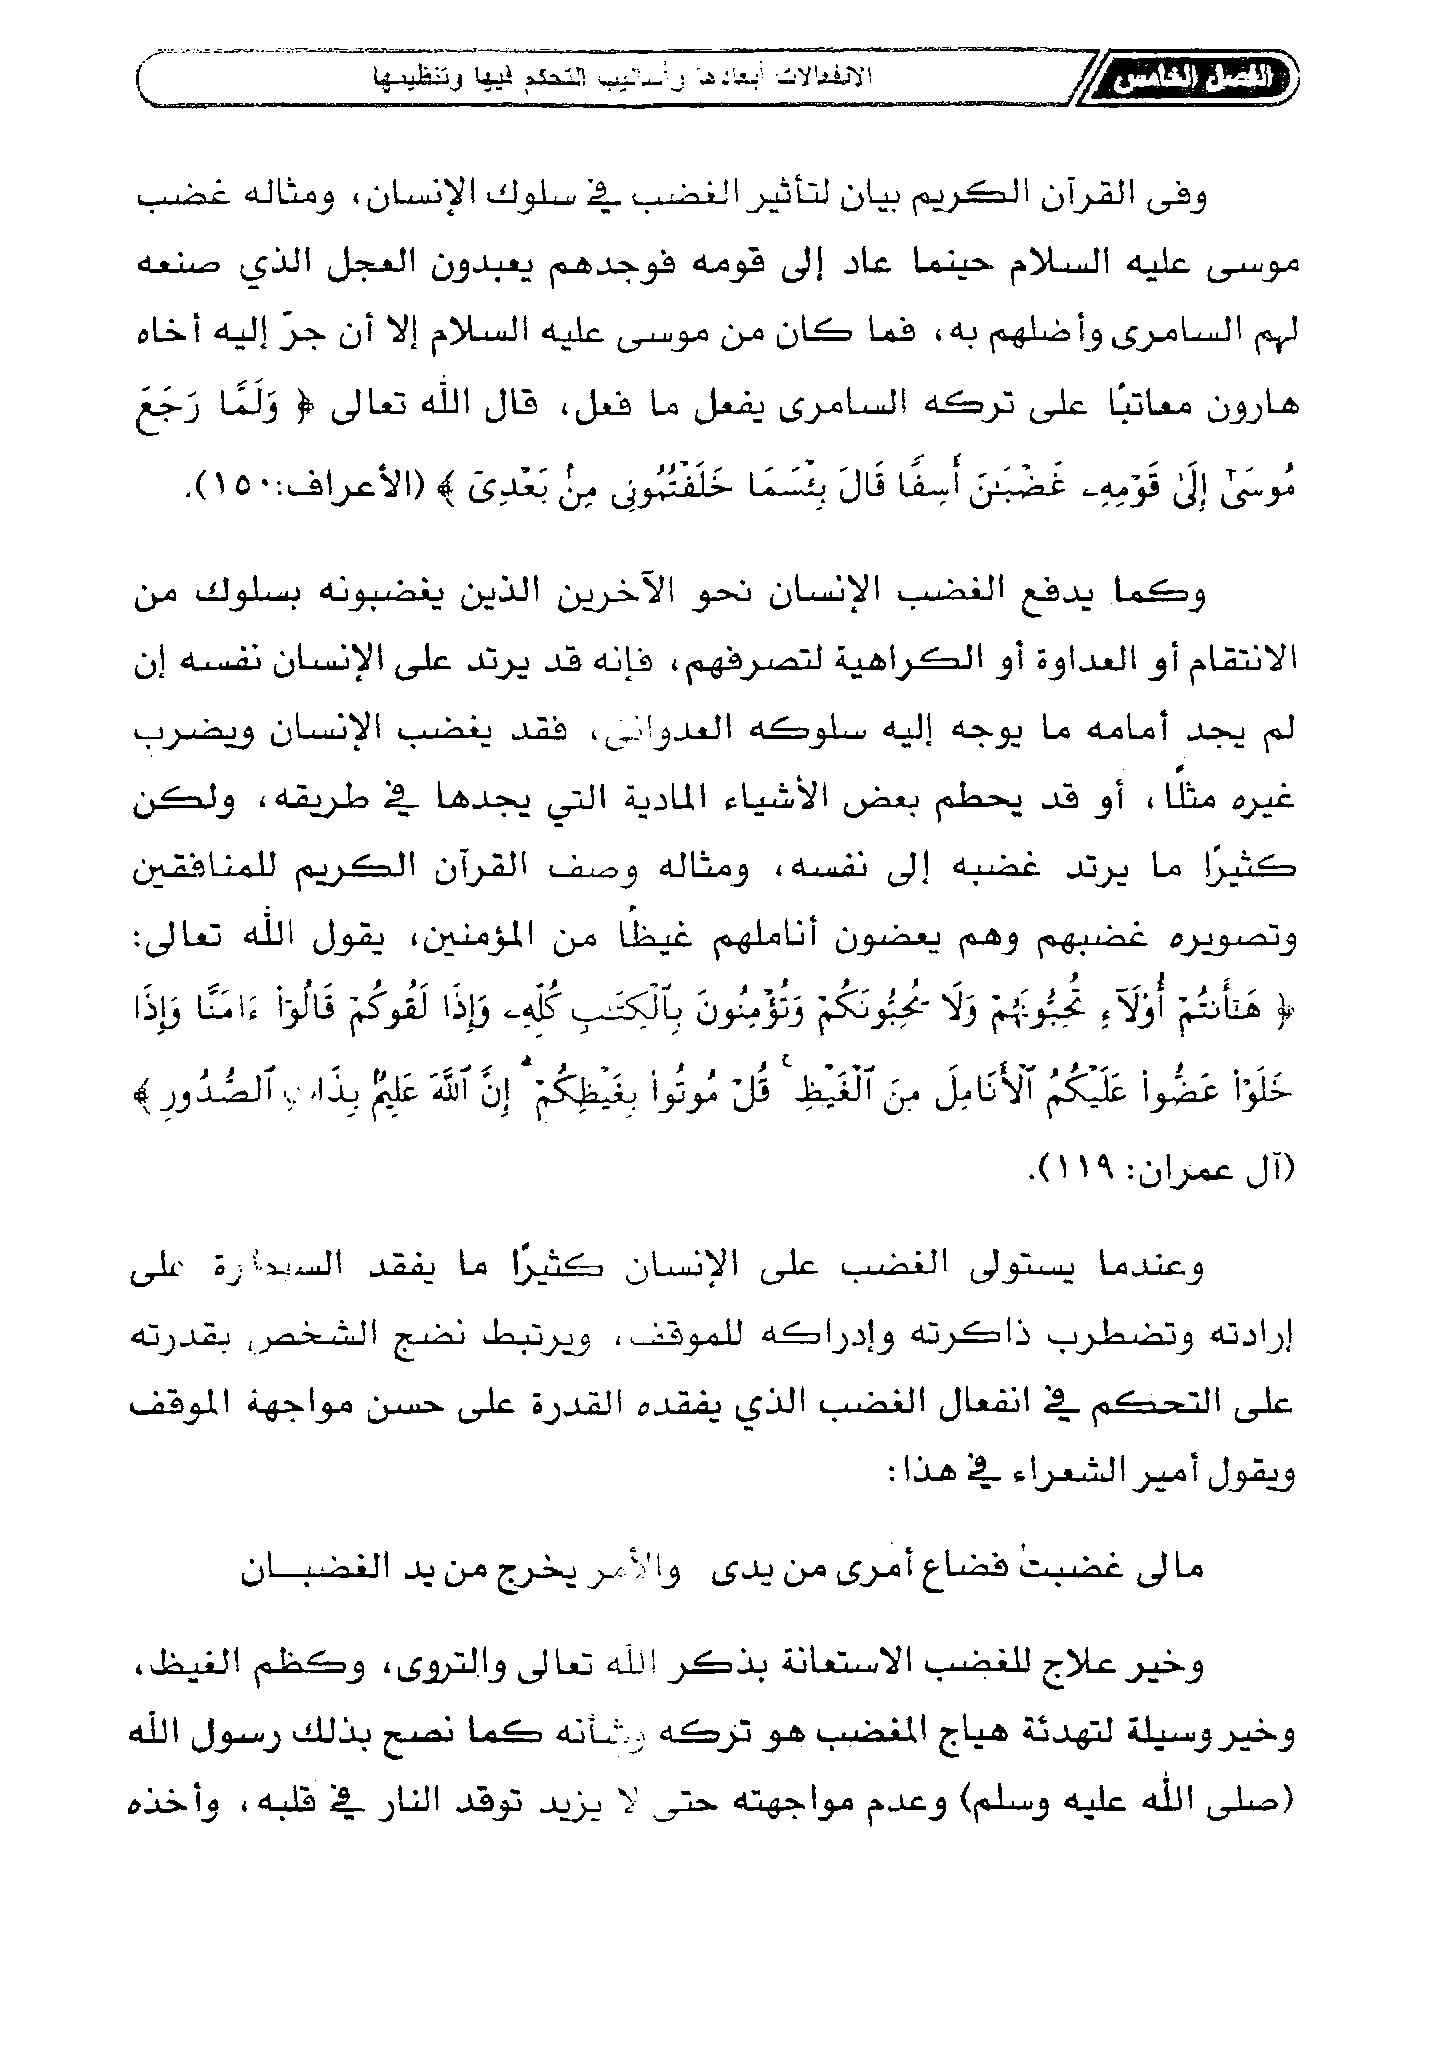 الفصل الخامس
الانفعالات أبعادها وأساليب التحكم فيها وتنظيمها
وفى القرآن الكريم بيان لتأثير الغضب في سلوك الإنسان، ومثاله غضب
موسى عليه السلام حينما عاد إلى قومه فوجدهم يعبدون العجل الذي صنعه
لهم السامرى وأضلهم به، فما كان من موسى عليه السلام إلا أن جرّ إليه أخاه
هارون معاتبًا على تركه السامرى يفعل ما فعل، قال الله تعالى ﴿ وَلَمَّا رَجَعَ
مُوسَىٰٓ إِلَىٰ قَوْمِهِۦ غَضْبَـٰنَ أَسِفًا قَالَ بِئْسَمَا خَلَفْتُمُونِى مِنۢ بَعْدِىٓ ﴾ (الأعراف:١٥٠).
وكما يدفع الغضب الإنسان نحو الآخرين الذين يغضبونه بسلوك من
الانتقام أو العداوة أو الكراهية لتصرفهم، فإنه قد يرتد على الإنسان نفسه إن
لم يجد أمامه ما يوجه إليه سلوكه العدوانى، فقد يغضب الإنسان ويضرب
غيره مثلًا، أو قد يحطم بعض الأشياء المادية التي يجدها في طريقه، ولكن
كثيرًا ما يرتد غضبه إلى نفسه، ومثاله وصف القرآن الكريم للمنافقين
وتصويره غضبهم وهم يعضون أناملهم غيظًا من المؤمنين، يقول الله تعالى:
﴿ هَـٰٓأَنتُمْ أُوْلَآءِ تُحِبُّونَهُمْ وَلَا يُحِبُّونَكُمْ وَتُؤْمِنُونَ بِٱلْكِتَـٰبِ كُلِّهِۦ وَإِذَا لَقُوكُمْ قَالُوٓا۟ ءَامَنَّا وَإِذَا
خَلَوْا۟ عَضُّوا۟ عَلَيْكُمُ ٱلْأَنَامِلَ مِنَ ٱلْغَيْظِ ۚ قُلْ مُوتُوا۟ بِغَيْظِكُمْ ۗ إِنَّ ٱللَّهَ عَلِيمٌۢ بِذَاتِ ٱلصُّدُورِ ﴾
(آل عمران: ١١٩).
وعندما يستولى الغضب على الإنسان كثيرًا ما يفقد السيطرة على
إرادته وتضطرب ذاكرته وإدراكه للموقف، ويرتبط نضج الشخص بقدرته
على التحكم في انفعال الغضب الذي يفقده القدرة على حسن مواجهة الموقف
ويقول أمير الشعراء في هذا:
مالى غضبت فضاع أمرى من يدى والأمر يخرج من يد الغضبـــان
وخير علاج للغضب الاستعانة بذكر الله تعالى والتروى، وكظم الغيظ،
وخير وسيلة لتهدئة هياج المغضب هو تركه وشأنه كما نصح بذلك رسول الله
(صلى الله عليه وسلم) وعدم مواجهته حتى لا يزيد توقد النار في قلبه، وأخذه